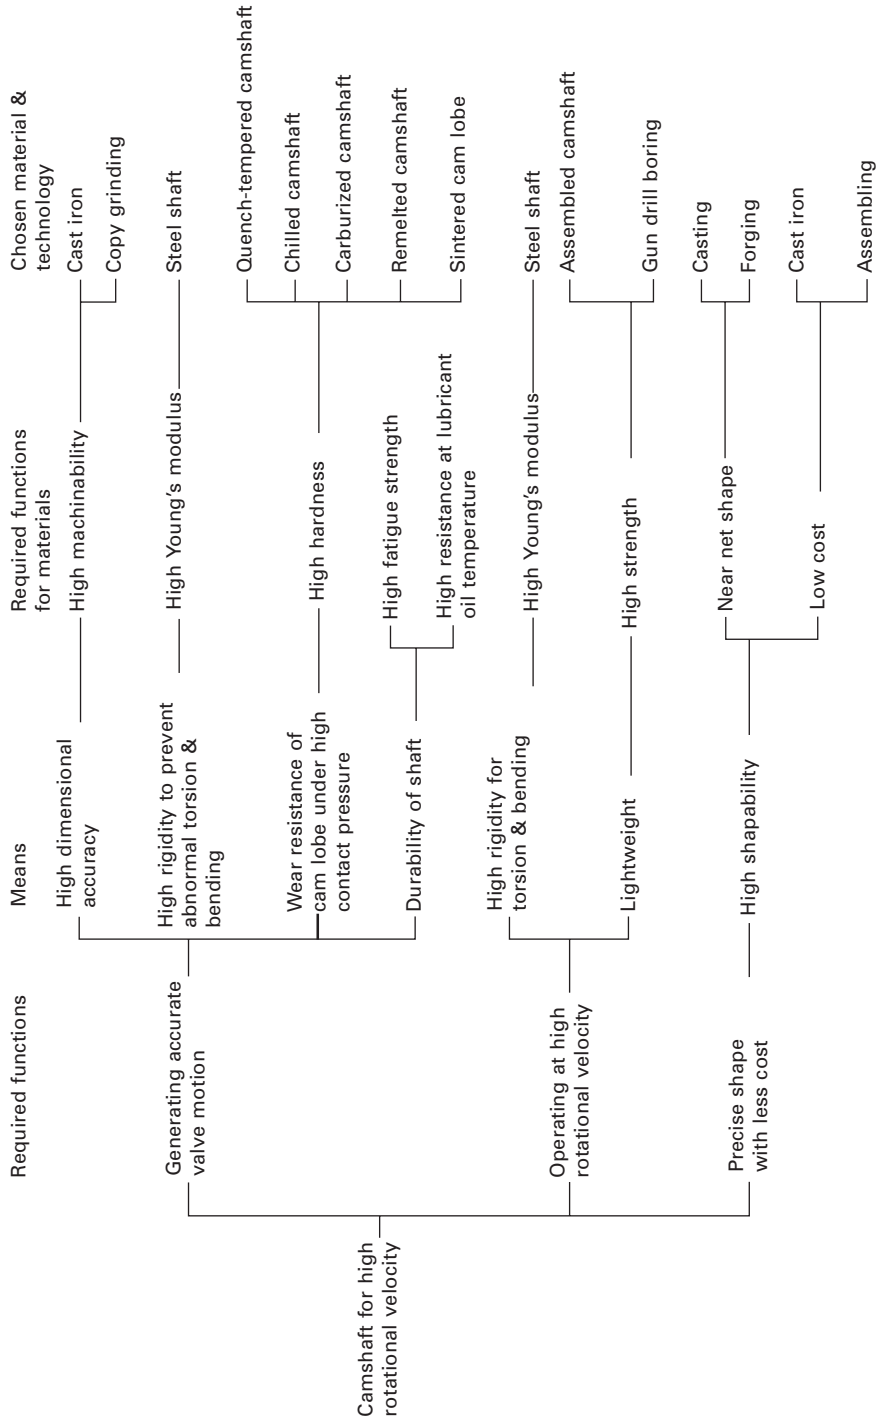 Required functions
Means
Required functions
for materials
Chosen material &
technology
Camshaft for high
rotational velocity
Generating accurate
valve motion
High dimensional
accuracy
High machinability
Cast iron
Copy grinding
High rigidity to prevent
abnormal torsion &
bending
High Young's modulus
Steel shaft
Wear resistance of
cam lobe under high
contact pressure
High hardness
Quench-tempered camshaft
Chilled camshaft
Carburized camshaft
Remelted camshaft
Sintered cam lobe
Durability of shaft
High fatigue strength
High resistance at lubricant
oil temperature
Operating at high
rotational velocity
High rigidity for
torsion & bending
High Young's modulus
Steel shaft
Lightweight
High strength
Assembled camshaft
Gun drill boring
Precise shape
with less cost
High shapability
Near net shape
Casting
Forging
Low cost
Cast iron
Assembling